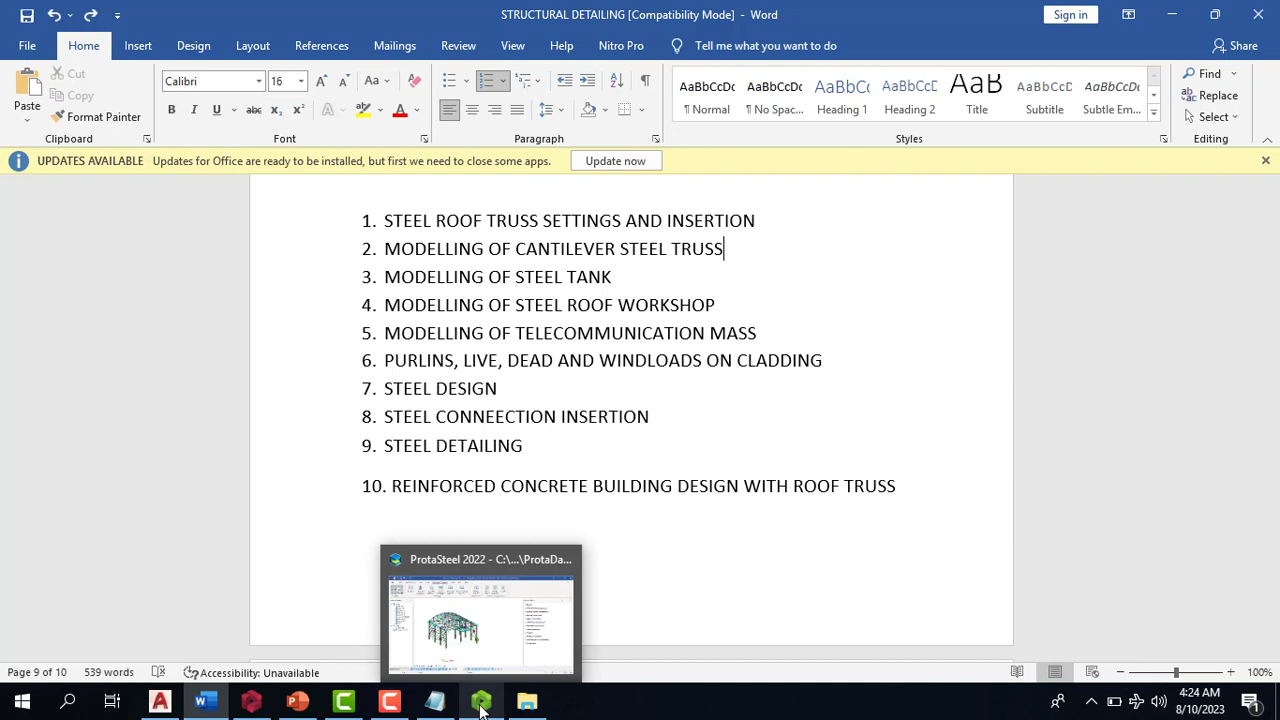 STRUCTURAL DETAILING [Compatibility Mode] - Word
Sign in
File Home Insert Design Layout References Mailings Review View Help Nitro Pro Tell me what you want to do Share
Paste
Cut
Copy
Format Painter
Clipboard
Calibri 16
Font
Paragraph
AaBbCcDc AaBbCcDc AaBbCc AaBbCcC AaB AaBbCcC AaBbCcDc
¶ Normal ¶ No Spac... Heading 1 Heading 2 Title Subtitle Subtle Em...
Styles
Find
Replace
Select
Editing
UPDATES AVAILABLE Updates for Office are ready to be installed, but first we need to close some apps. Update now
1. STEEL ROOF TRUSS SETTINGS AND INSERTION
2. MODELLING OF CANTILEVER STEEL TRUSS
3. MODELLING OF STEEL TANK
4. MODELLING OF STEEL ROOF WORKSHOP
5. MODELLING OF TELECOMMUNICATION MASS
6. PURLINS, LIVE, DEAD AND WINDLOADS ON CLADDING
7. STEEL DESIGN
8. STEEL CONNEECTION INSERTION
9. STEEL DETAILING
10. REINFORCED CONCRETE BUILDING DESIGN WITH ROOF TRUSS
ProtaSteel 2022 - C:\...\ProtaDa...
Page 9 of 10 539 words Accessibility: Unavailable 100%
4:24 AM
8/10/2023